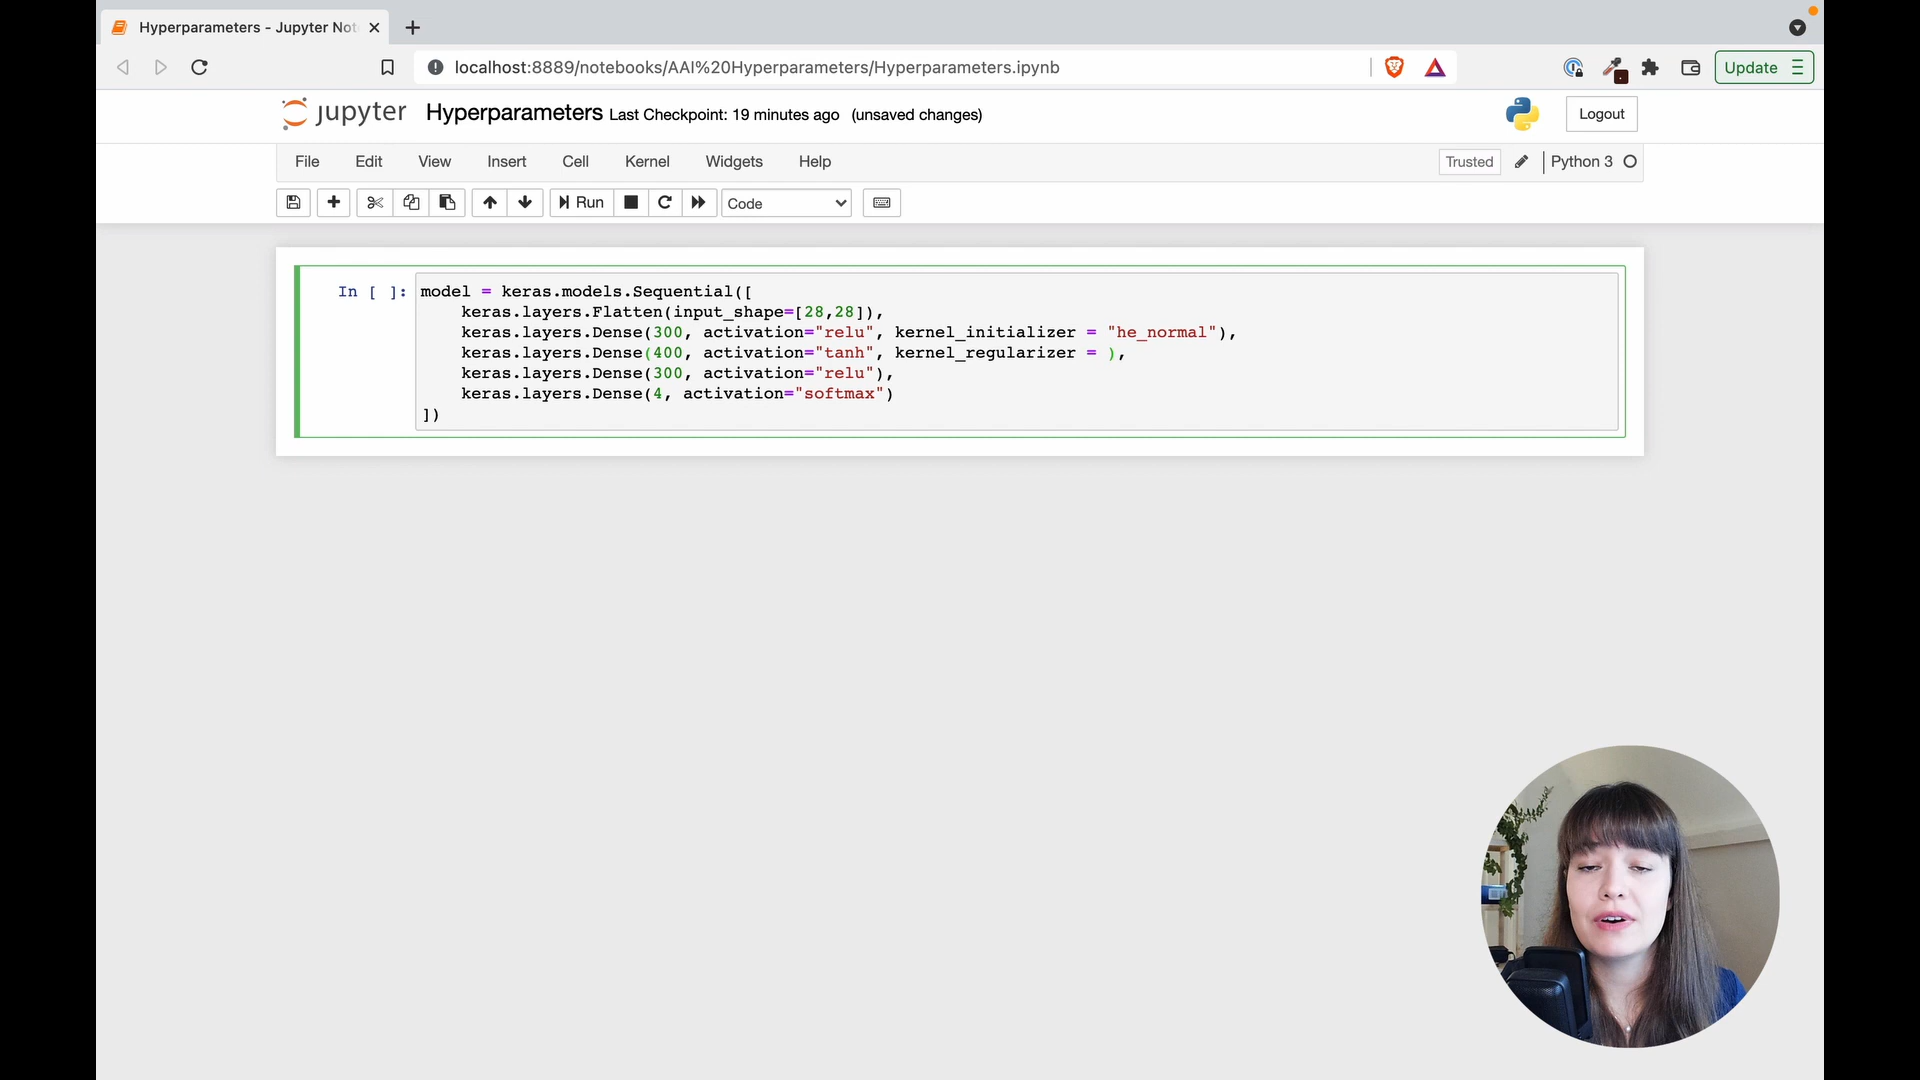 Hyperparameters - Jupyter Not
localhost:8889/notebooks/AAI%20Hyperparameters/Hyperparameters.ipynb
Update
jupyter Hyperparameters Last Checkpoint: 19 minutes ago (unsaved changes)
Logout
File Edit View Insert Cell Kernel Widgets Help
Trusted Python 3
Run Code
In [ ]: model = keras.models.Sequential([
keras.layers.Flatten(input_shape=[28,28]),
keras.layers.Dense(300, activation="relu", kernel_initializer = "he_normal"),
keras.layers.Dense(400, activation="tanh", kernel_regularizer = ),
keras.layers.Dense(300, activation="relu"),
keras.layers.Dense(4, activation="softmax")
])